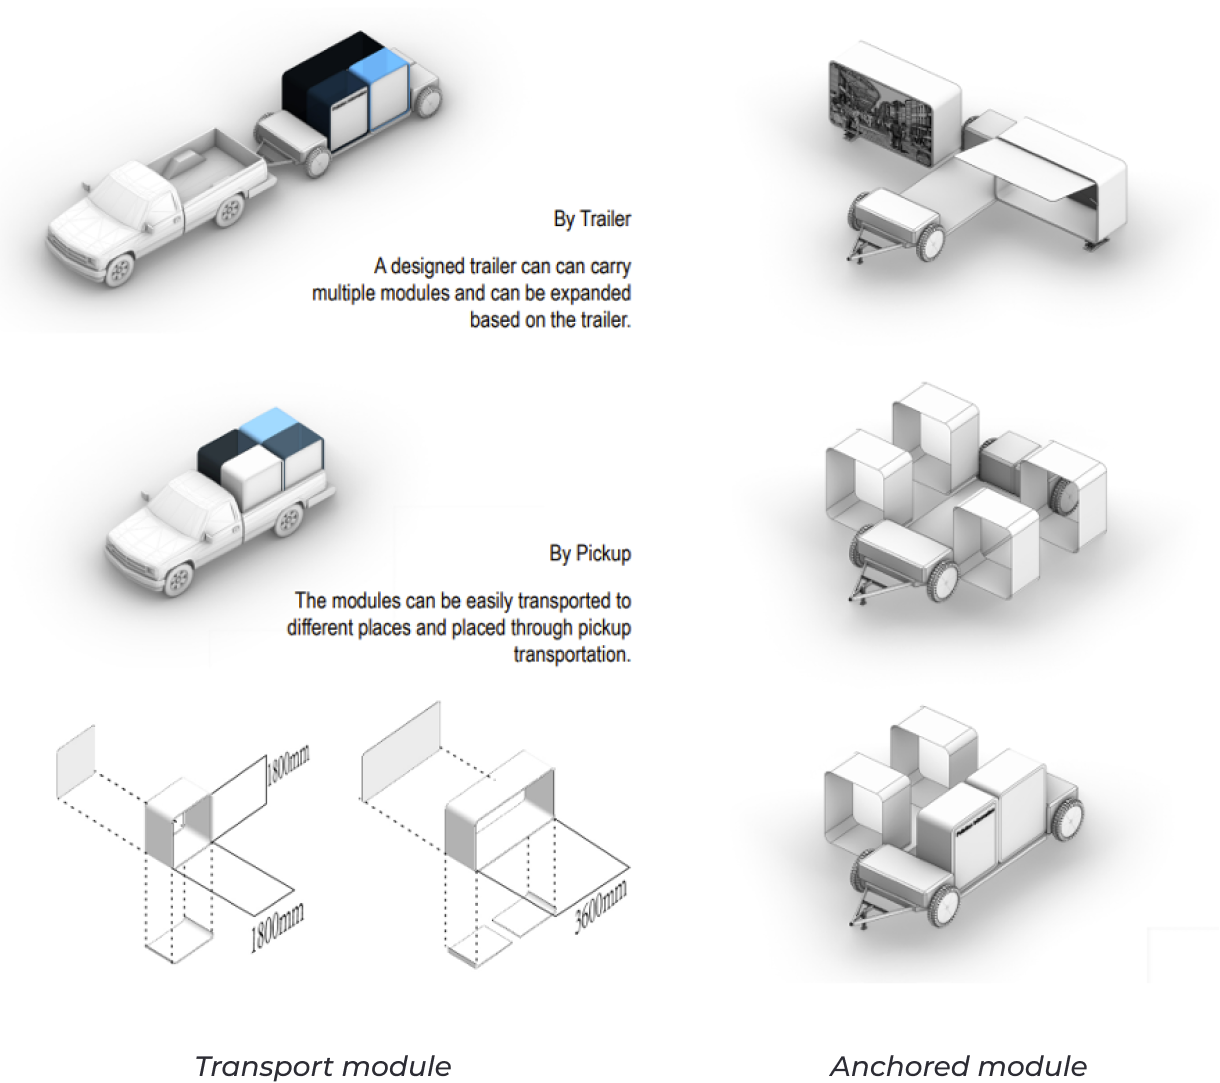 By Trailer
A designed trailer can can carry
multiple modules and can be expanded
based on the trailer.
By Pickup
The modules can be easily transported to
different places and placed through pickup
transportation.
1800mm
1800mm
3600mm
Transport module
Anchored module